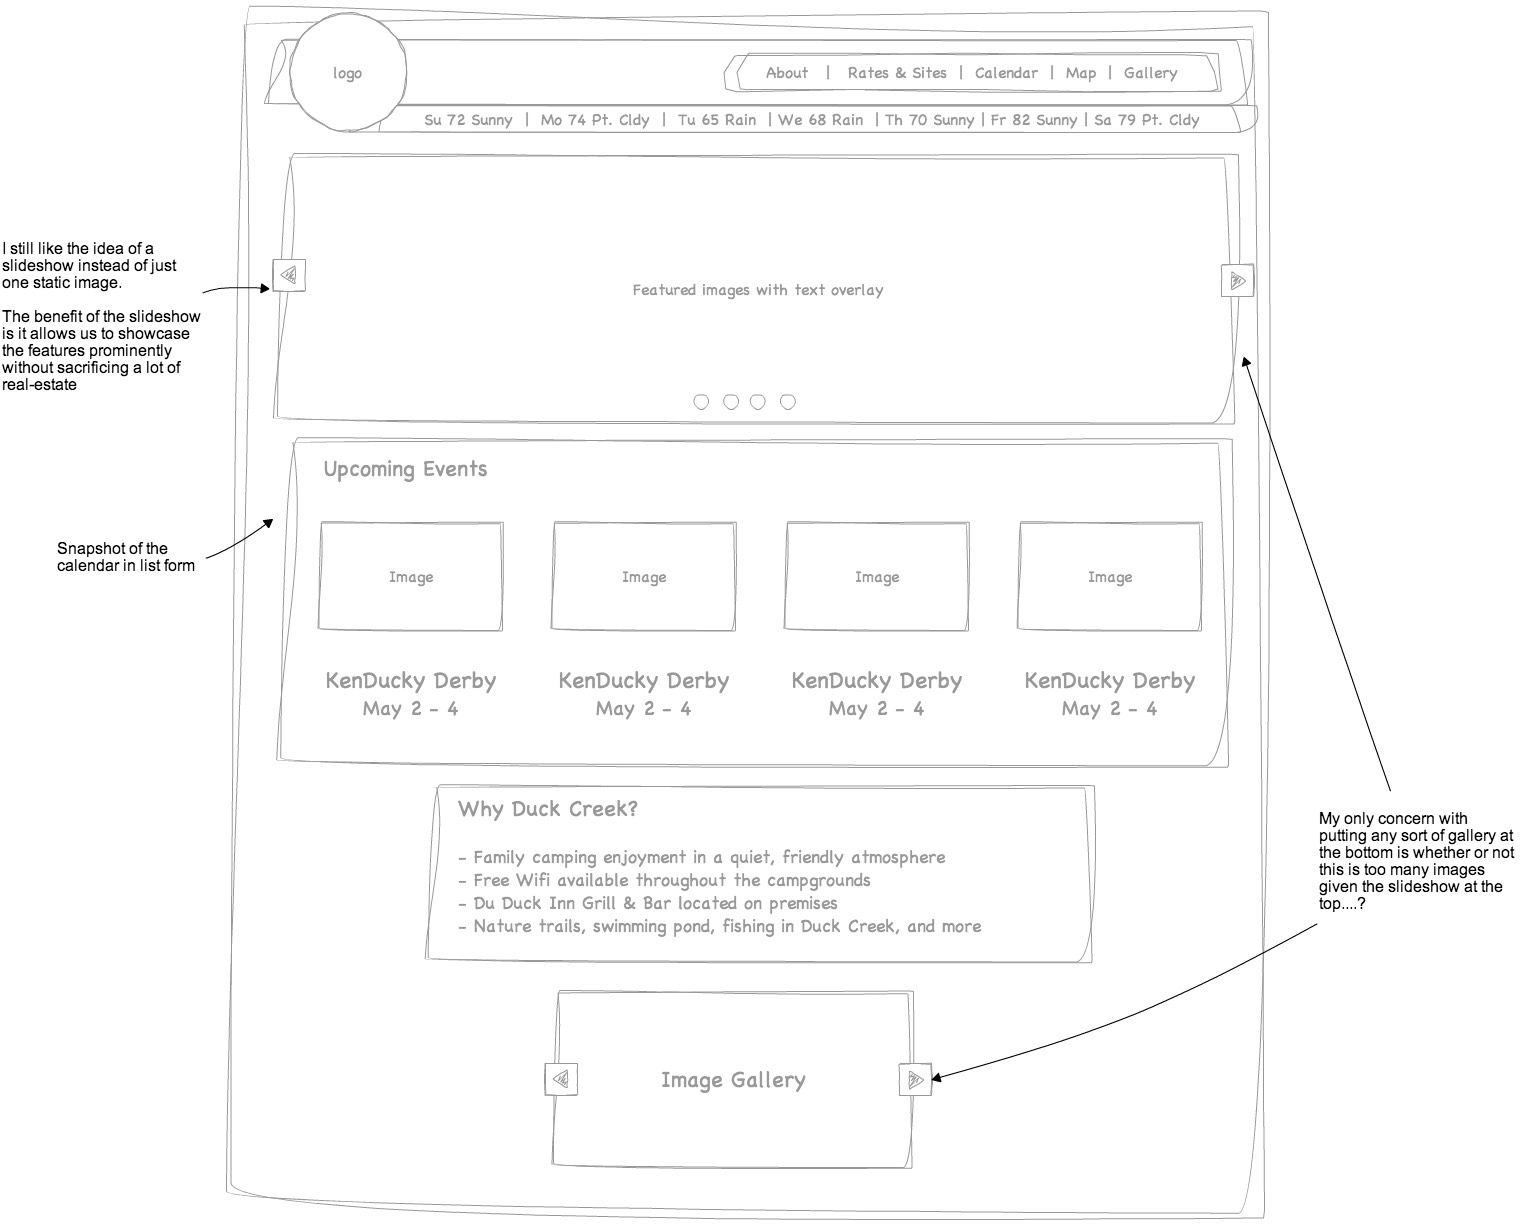 logo
About | Rates & Sites | Calendar | Map | Gallery
Su 72 Sunny | Mo 74 Pt. Cldy | Tu 65 Rain | We 68 Rain | Th 70 Sunny | Fr 82 Sunny | Sa 79 Pt. Cldy
I still like the idea of a
slideshow instead of just
one static image.
The benefit of the slideshow
is it allows us to showcase
the features prominently
without sacrificing a lot of
real-estate
Featured images with text overlay
Upcoming Events
Snapshot of the
calendar in list form
Image
Image
Image
Image
KenDucky Derby
May 2 - 4
KenDucky Derby
May 2 - 4
KenDucky Derby
May 2 - 4
KenDucky Derby
May 2 - 4
Why Duck Creek?
- Family camping enjoyment in a quiet, friendly atmosphere
- Free Wifi available throughout the campgrounds
- Du Duck Inn Grill & Bar located on premises
- Nature trails, swimming pond, fishing in Duck Creek, and more
My only concern with
putting any sort of gallery at
the bottom is whether or not
this is too many images
given the slideshow at the
top....?
Image Gallery